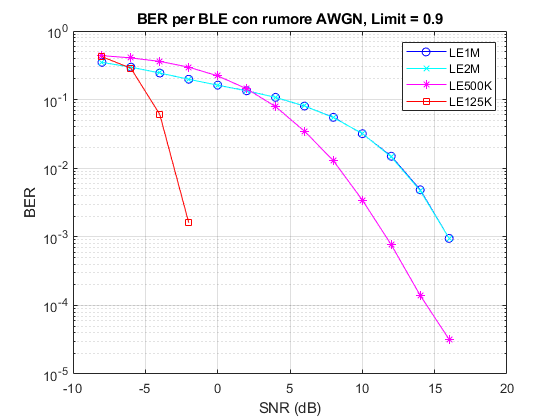 BER per BLE con rumore AWGN, Limit = 0.9
10^0
10^-1
10^-2
10^-3
10^-4
10^-5
BER
LE1M
LE2M
LE500K
LE125K
-10 -5 0 5 10 15 20
SNR (dB)